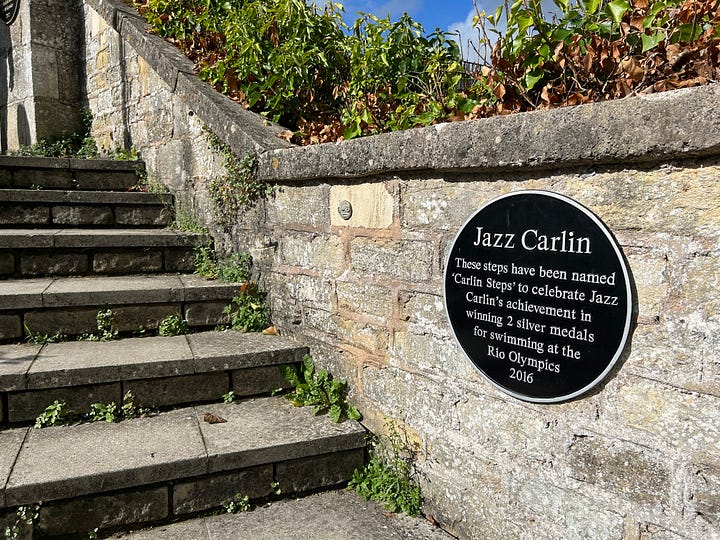 Jazz Carlin
These steps have been named
‘Carlin Steps’ to celebrate Jazz
Carlin’s achievement in
winning 2 silver medals
for swimming at the
Rio Olympics
2016